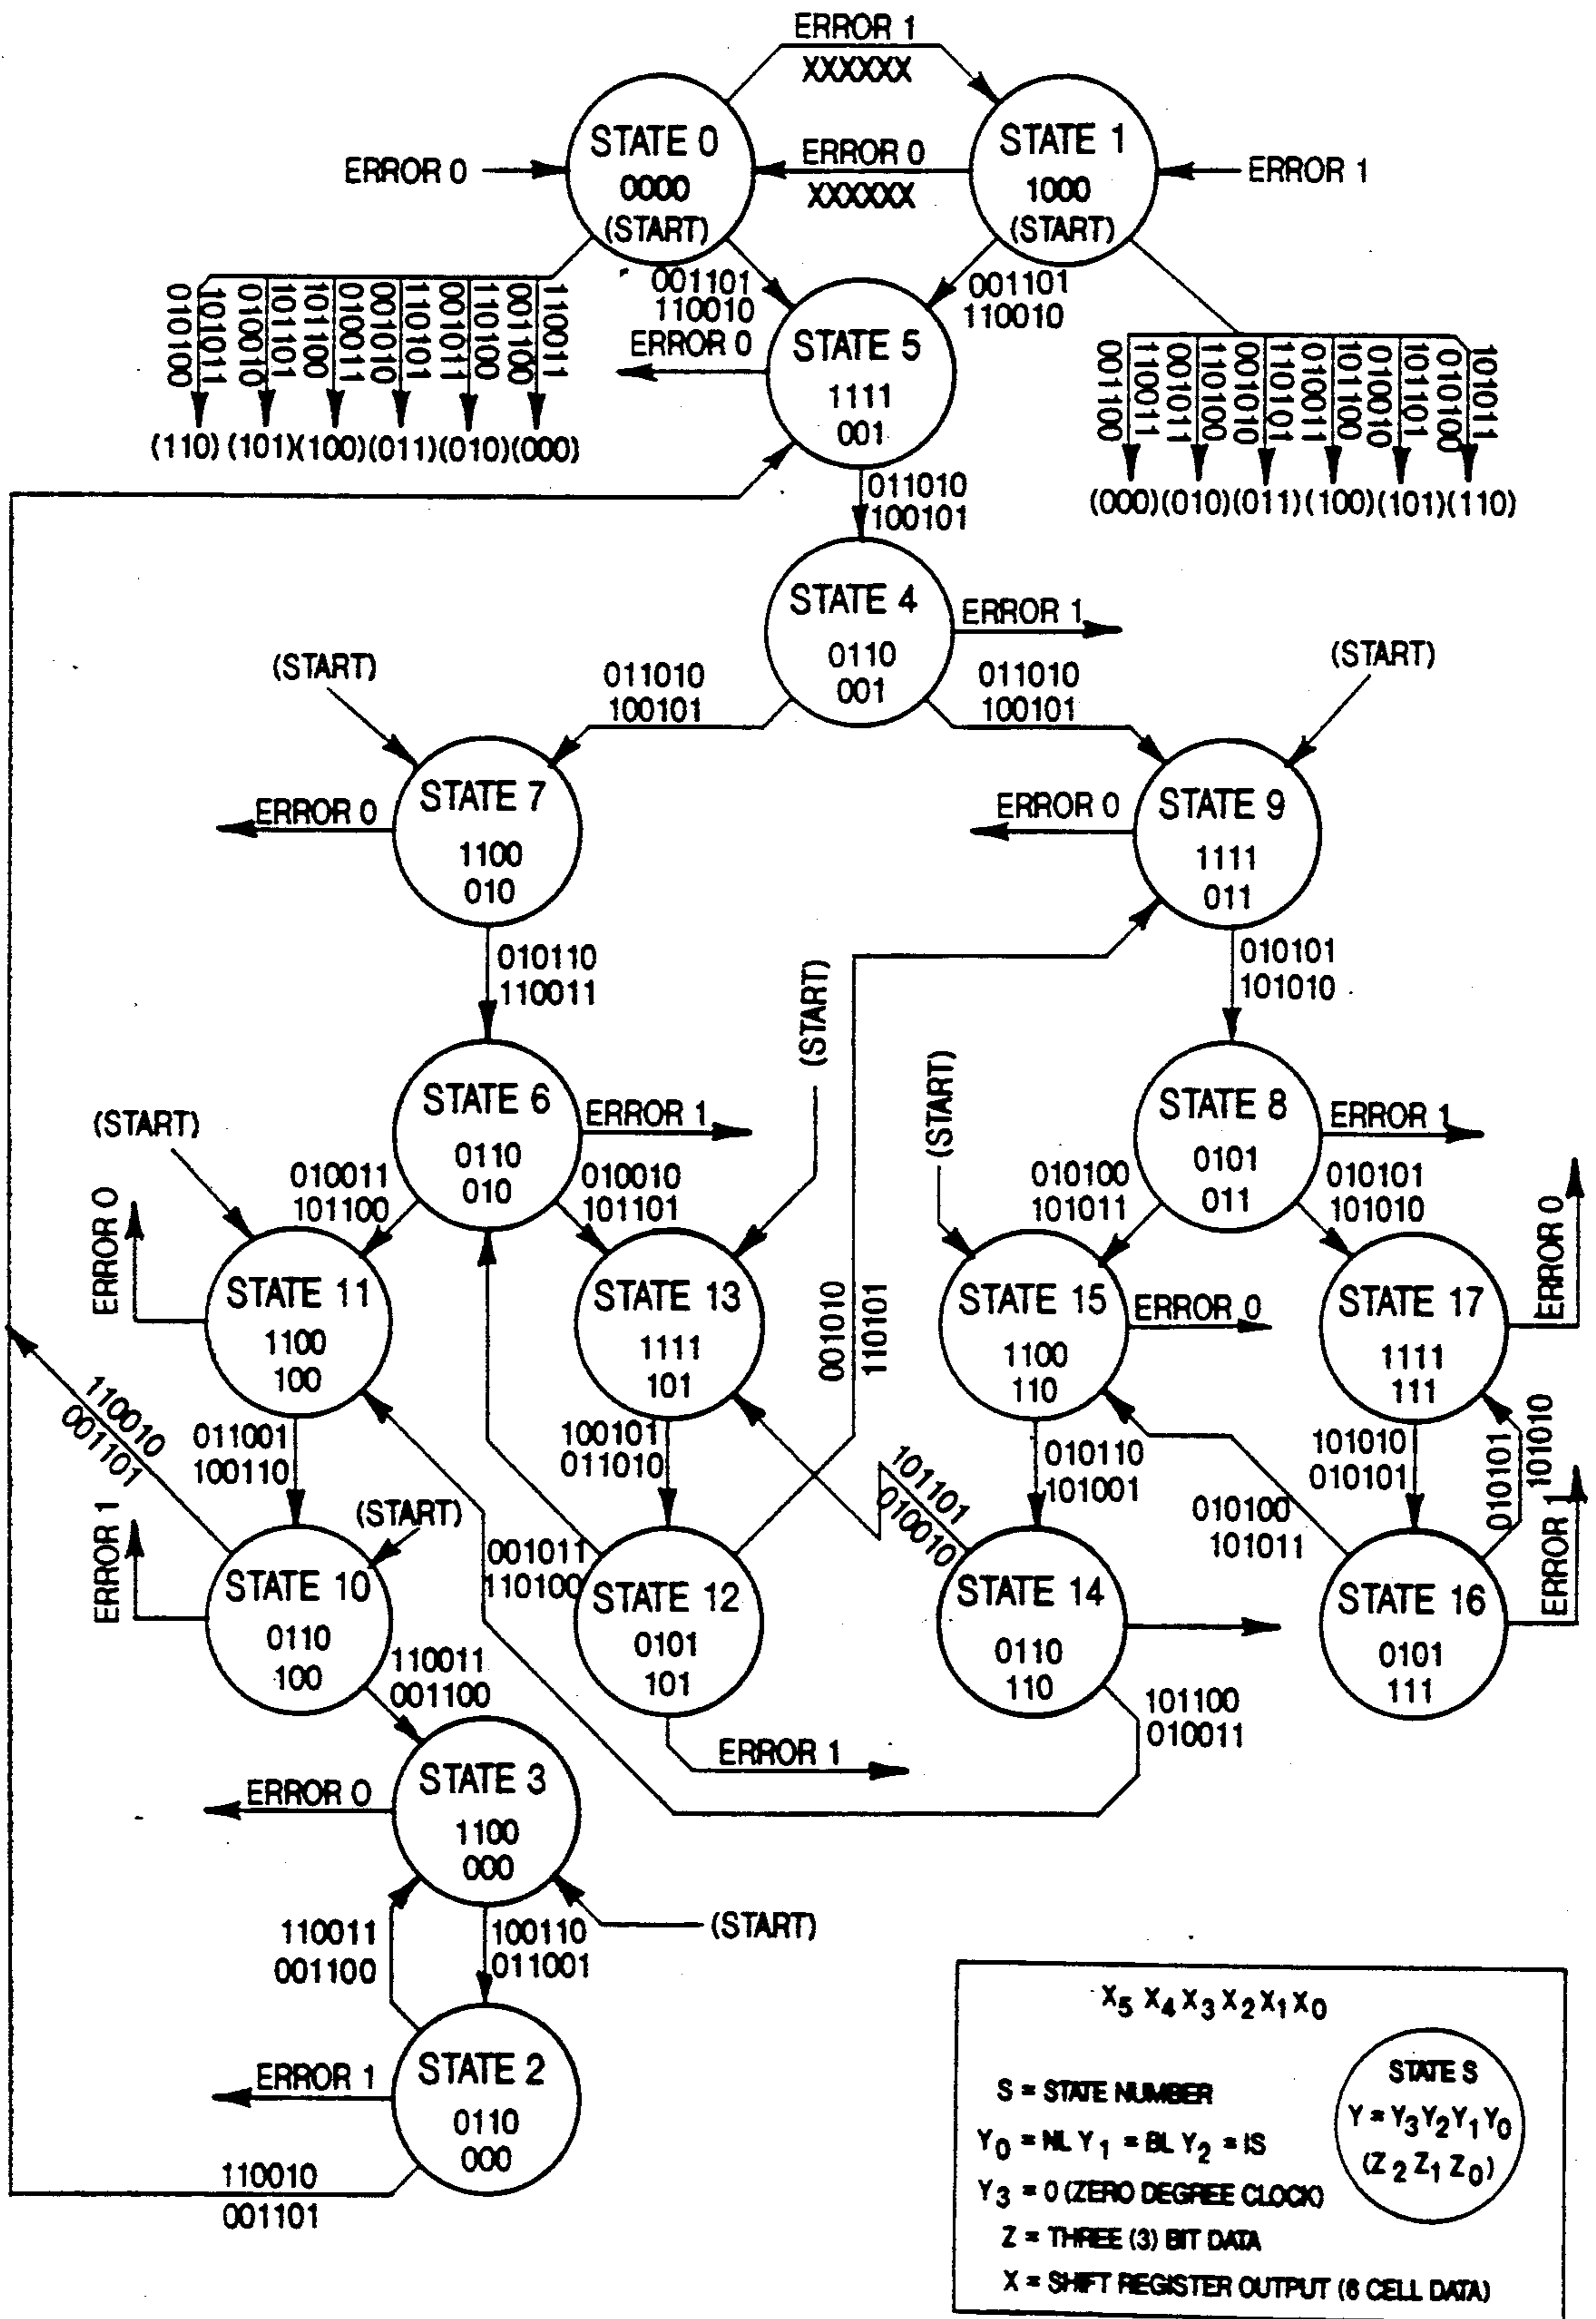 ERROR 1
XXXXXX
STATE 0
0000
(START)
STATE 1
1000
(START)
ERROR 0
ERROR 0
XXXXXX
ERROR 1
010100
101011
010010
101101
101100
010011
001010
110101
001011
110100
001100
110011
(110) (101) (100) (011) (010) (000)
001101
110010
001101
110010
ERROR 0
STATE 5
1111
001
001100
110011
001011
110100
001010
110101
010011
101100
010010
101101
010100
101011
(000) (010) (011) (100) (101) (110)
011010
100101
STATE 4
0110
001
ERROR 1
(START)
011010
100101
011010
100101
(START)
STATE 7
1100
010
ERROR 0
STATE 9
1111
011
ERROR 0
010110
110011
010101
101010
(START)
(START)
STATE 6
0110
010
ERROR 1
STATE 8
0101
011
ERROR 1
(START)
010011
101100
010010
101101
010100
101011
010101
101010
ERROR 0
STATE 11
1100
100
STATE 13
1111
101
001010
110101
STATE 15
1100
110
ERROR 0
STATE 17
1111
111
ERROR 0
110010
001101
011001
100110
100101
011010
101101
010010
010110
101001
010100
101011
101010
010101
010101
101010
ERROR 1
(START)
STATE 10
0110
100
001011
110100
STATE 12
0101
101
STATE 14
0110
110
STATE 16
0101
111
ERROR 1
110011
001100
ERROR 1
101100
010011
STATE 3
1100
000
ERROR 0
110011
001100
100110
011001
(START)
STATE 2
0110
000
ERROR 1
110010
001101
X5 X4 X3 X2 X1 X0
S = STATE NUMBER
Y0 = NL Y1 = BL Y2 = IS
Y3 = 0 (ZERO DEGREE CLOCK)
Z = THREE (3) BIT DATA
X = SHIFT REGISTER OUTPUT (6 CELL DATA)
STATE S
Y = Y3Y2Y1Y0
(Z2 Z1 Z0)